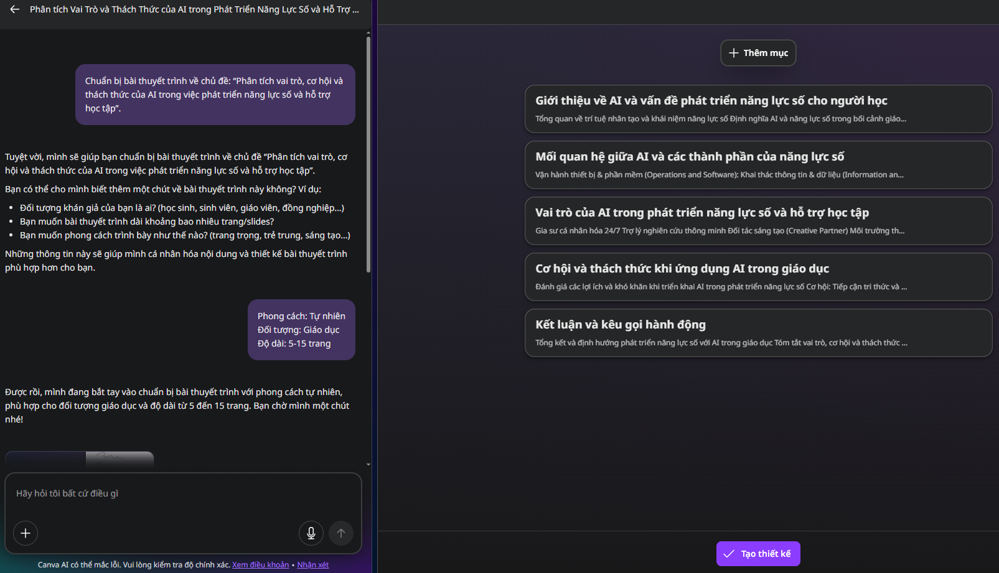 Phân tích Vai Trò và Thách Thức của AI trong Phát Triển Năng Lực Số và Hỗ Trợ ...
Chuẩn bị bài thuyết trình về chủ đề: “Phân tích vai trò, cơ hội và
thách thức của AI trong việc phát triển năng lực số và hỗ trợ
học tập”.
Tuyệt vời, mình sẽ giúp bạn chuẩn bị bài thuyết trình về chủ đề “Phân tích vai trò, cơ
hội và thách thức của AI trong việc phát triển năng lực số và hỗ trợ học tập”.
Bạn có thể cho mình biết thêm một chút về bài thuyết trình này không? Ví dụ:
• Đối tượng khán giả của bạn là ai? (học sinh, sinh viên, giáo viên, đồng nghiệp...)
• Bạn muốn bài thuyết trình dài khoảng bao nhiêu trang/slides?
• Bạn muốn phong cách trình bày như thế nào? (trang trọng, trẻ trung, sáng tạo...)
Những thông tin này sẽ giúp mình cá nhân hóa nội dung và thiết kế bài thuyết trình
phù hợp hơn cho bạn.
Phong cách: Tự nhiên
Đối tượng: Giáo dục
Độ dài: 5-15 trang
Được rồi, mình đang bắt tay vào chuẩn bị bài thuyết trình với phong cách tự nhiên,
phù hợp cho đối tượng giáo dục và độ dài từ 5 đến 15 trang. Bạn chờ mình một chút
nhé!
Hãy hỏi tôi bất cứ điều gì
Canva AI có thể mắc lỗi. Vui lòng kiểm tra độ chính xác. Xem điều khoản • Nhận xét
Thêm mục
Giới thiệu về AI và vấn đề phát triển năng lực số cho người học
Tổng quan về trí tuệ nhân tạo và khái niệm năng lực số Định nghĩa AI và năng lực số trong bối cảnh giáo...
Mối quan hệ giữa AI và các thành phần của năng lực số
Vận hành thiết bị & phần mềm (Operations and Software): Khai thác thông tin & dữ liệu (Information an...
Vai trò của AI trong phát triển năng lực số và hỗ trợ học tập
Gia sư cá nhân hóa 24/7 Trợ lý nghiên cứu thông minh Đối tác sáng tạo (Creative Partner) Môi trường th...
Cơ hội và thách thức khi ứng dụng AI trong giáo dục
Đánh giá các lợi ích và khó khăn khi triển khai AI trong phát triển năng lực số Cơ hội: Tiếp cận tri thức và ...
Kết luận và kêu gọi hành động
Tổng kết và định hướng phát triển năng lực số với AI trong giáo dục Tóm tắt vai trò, cơ hội và thách thức ...
Tạo thiết kế